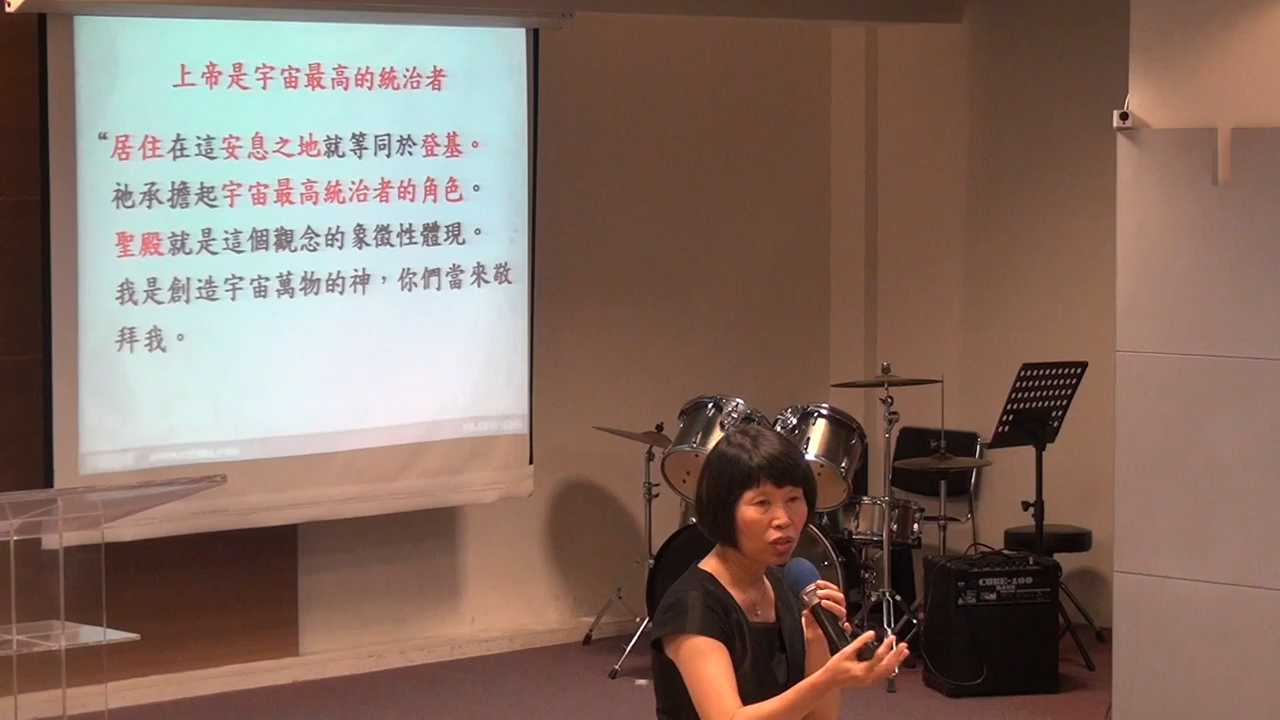 上帝是宇宙最高的統治者
“居住在這安息之地就等同於登基。
祂承擔起宇宙最高統治者的角色。
聖殿就是這個觀念的象徵性體現。
我是創造宇宙萬物的神，你們當來敬
拜我。
CUBE-100
BASS